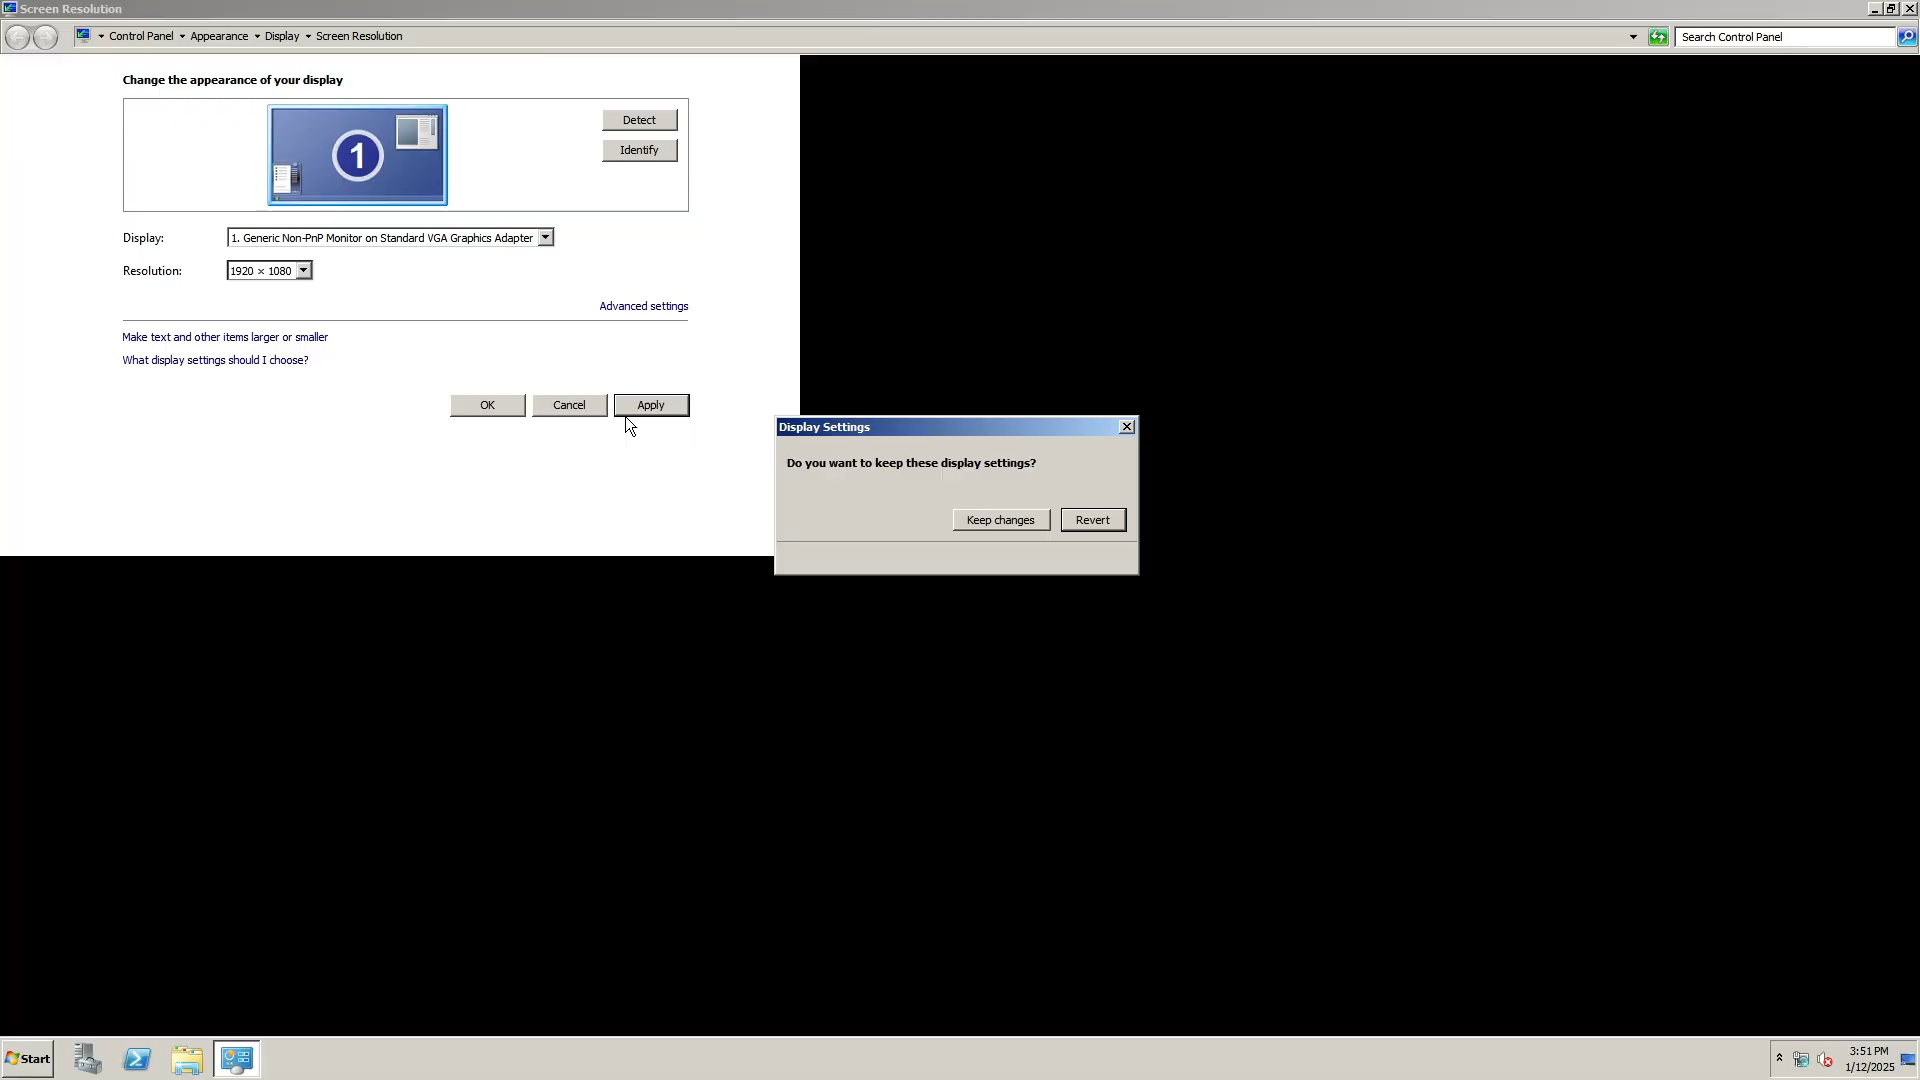 Screen Resolution
Control Panel Appearance Display Screen Resolution
Search Control Panel
Change the appearance of your display
1
Detect
Identify
Display: 1. Generic Non-PnP Monitor on Standard VGA Graphics Adapter
Resolution: 1920 × 1080
Advanced settings
Make text and other items larger or smaller
What display settings should I choose?
OK Cancel Apply
Display Settings
Do you want to keep these display settings?
Keep changes Revert
Start
3:51 PM
1/12/2025